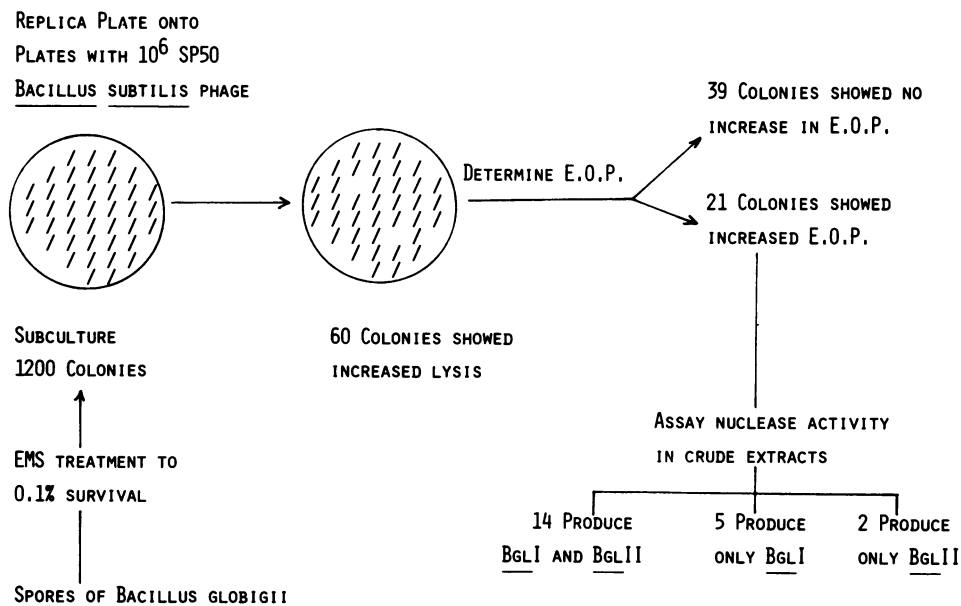 REPLICA PLATE ONTO
PLATES WITH 10⁶ SP50
BACILLUS SUBTILIS PHAGE
SUBCULTURE
1200 COLONIES
EMS TREATMENT TO
0.1% SURVIVAL
SPORES OF BACILLUS GLOBIGII
60 COLONIES SHOWED
INCREASED LYSIS
DETERMINE E.O.P.
39 COLONIES SHOWED NO
INCREASE IN E.O.P.
21 COLONIES SHOWED
INCREASED E.O.P.
ASSAY NUCLEASE ACTIVITY
IN CRUDE EXTRACTS
14 PRODUCE
BGLI AND BGLII
5 PRODUCE
ONLY BGLI
2 PRODUCE
ONLY BGLII